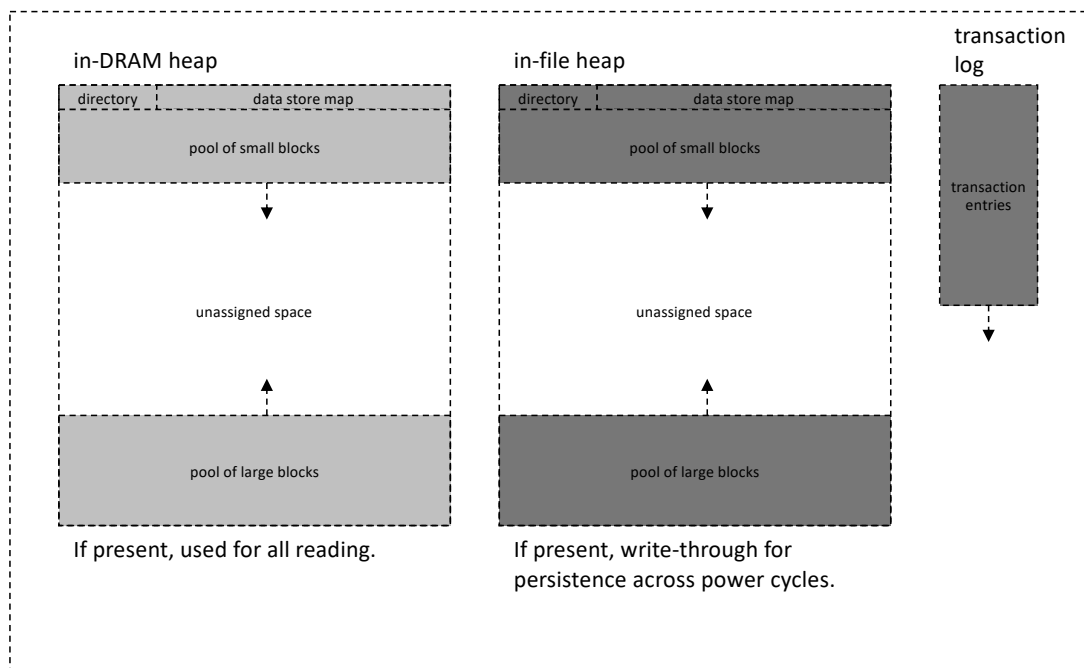 in-DRAM heap
directory
data store map
pool of small blocks
unassigned space
pool of large blocks
If present, used for all reading.
in-file heap
directory
data store map
pool of small blocks
unassigned space
pool of large blocks
If present, write-through for
persistence across power cycles.
transaction
log
transaction
entries